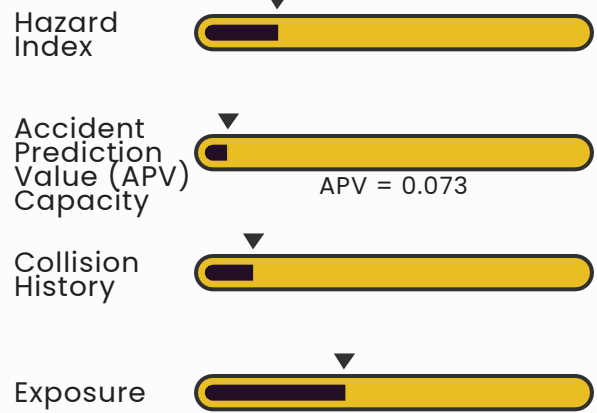 Hazard
Index
Accident
Prediction
Value (APV)
Capacity
APV = 0.073
Collision
History
Exposure